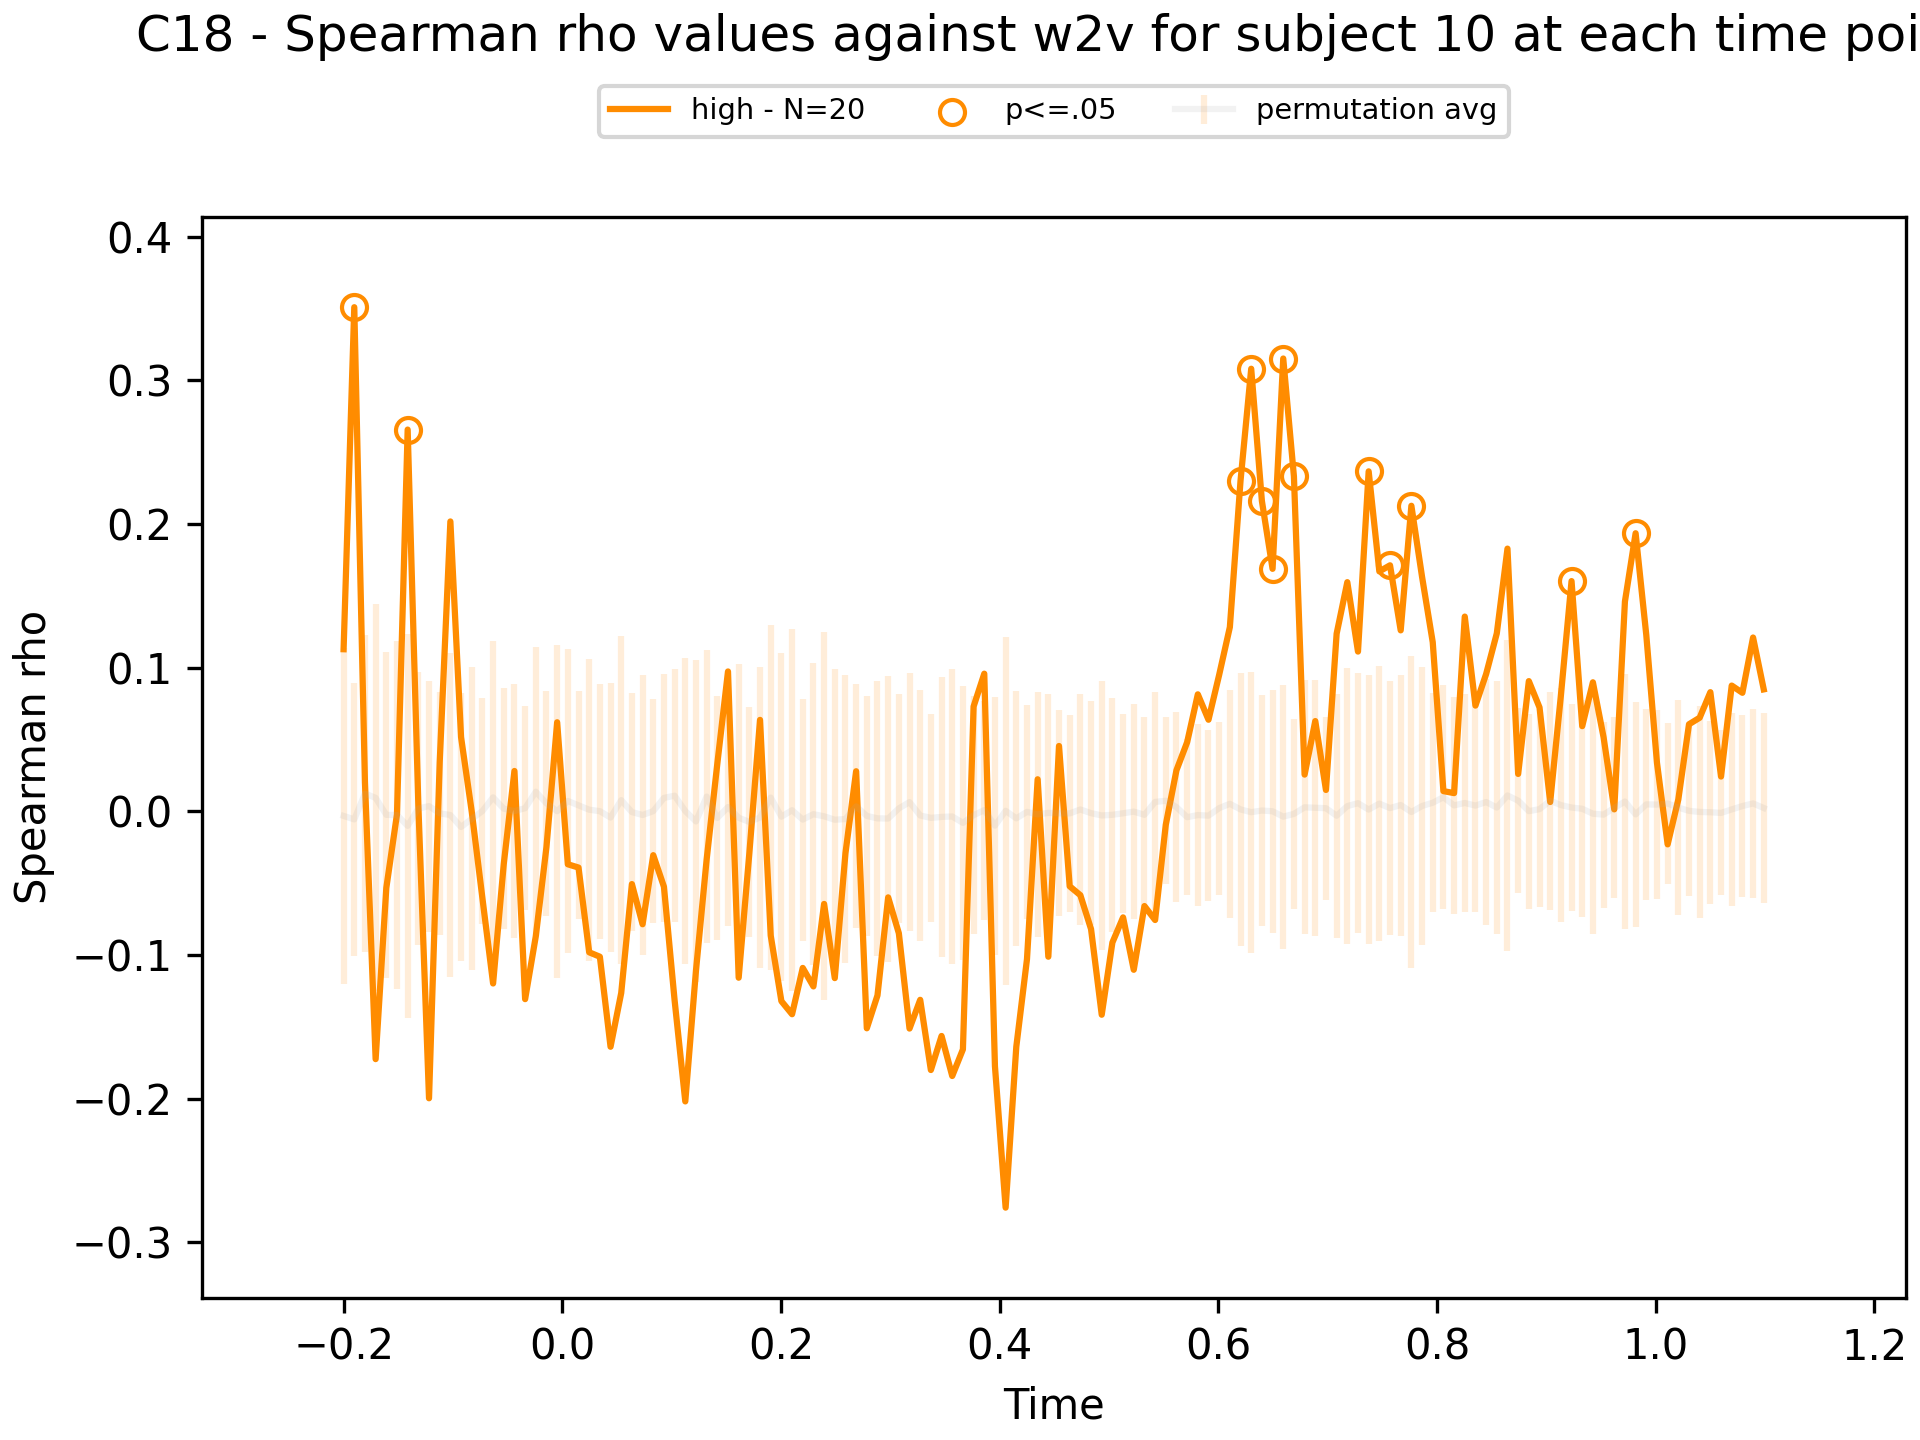 C18 - Spearman rho values against w2v for subject 10 at each time poi
high - N=20 p<=.05 permutation avg
0.4
0.3
0.2
0.1
0.0
−0.1
−0.2
−0.3
Spearman rho
−0.2 0.0 0.2 0.4 0.6 0.8 1.0 1.2
Time